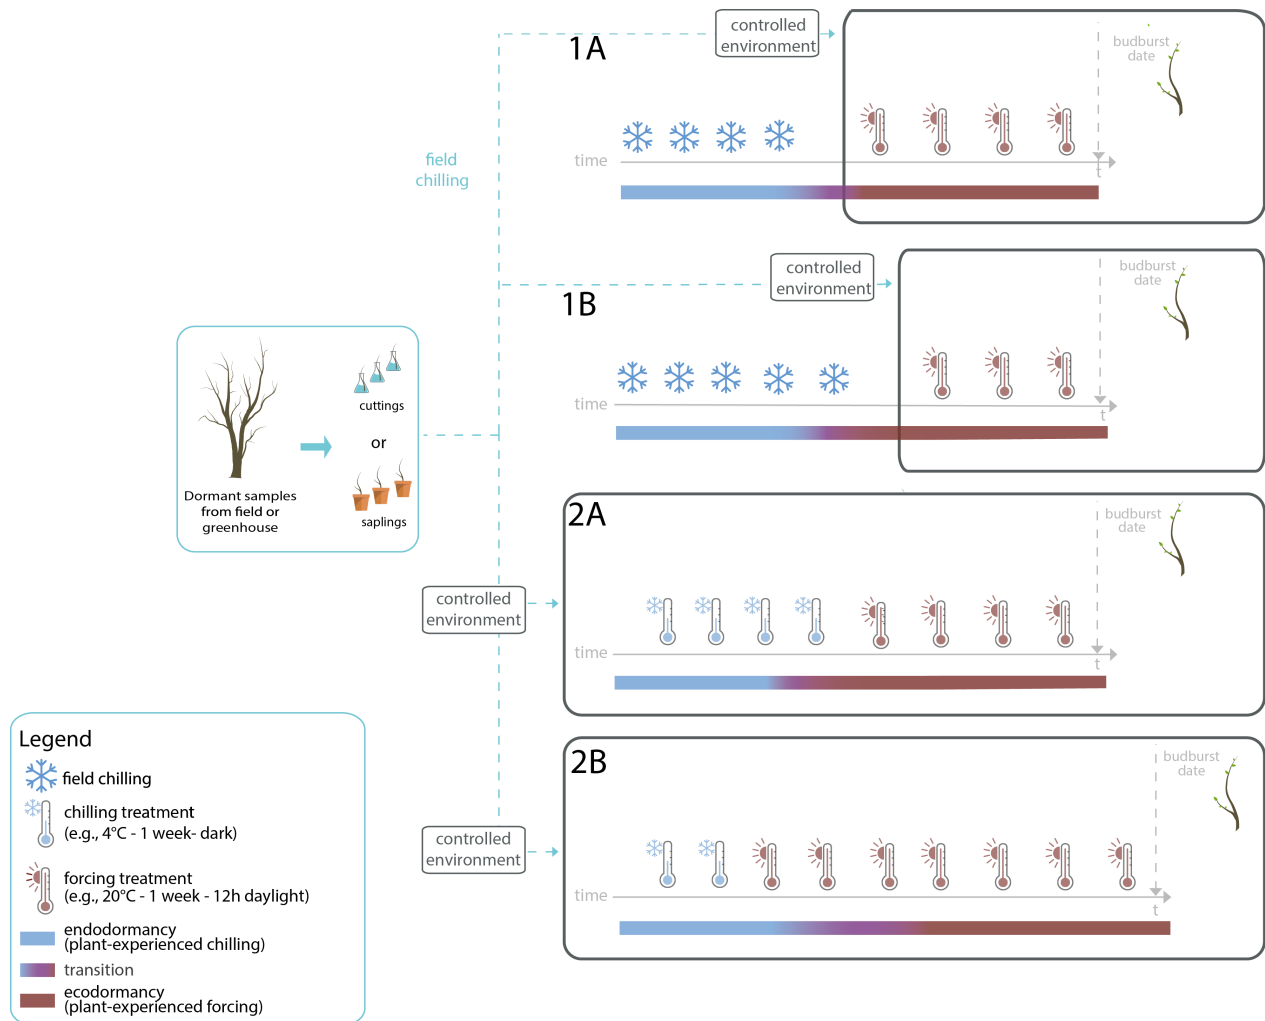 controlled
environment
1A
budburst
date
field
chilling
time
t
controlled
environment
1B
budburst
date
time
t
cuttings
or
saplings
Dormant samples
from field or
greenhouse
2A
budburst
date
controlled
environment
time
t
2B
budburst
date
controlled
environment
time
t
Legend
field chilling
chilling treatment
(e.g., 4°C - 1 week- dark)
forcing treatment
(e.g., 20°C - 1 week - 12h daylight)
endodormancy
(plant-experienced chilling)
transition
ecodormancy
(plant-experienced forcing)